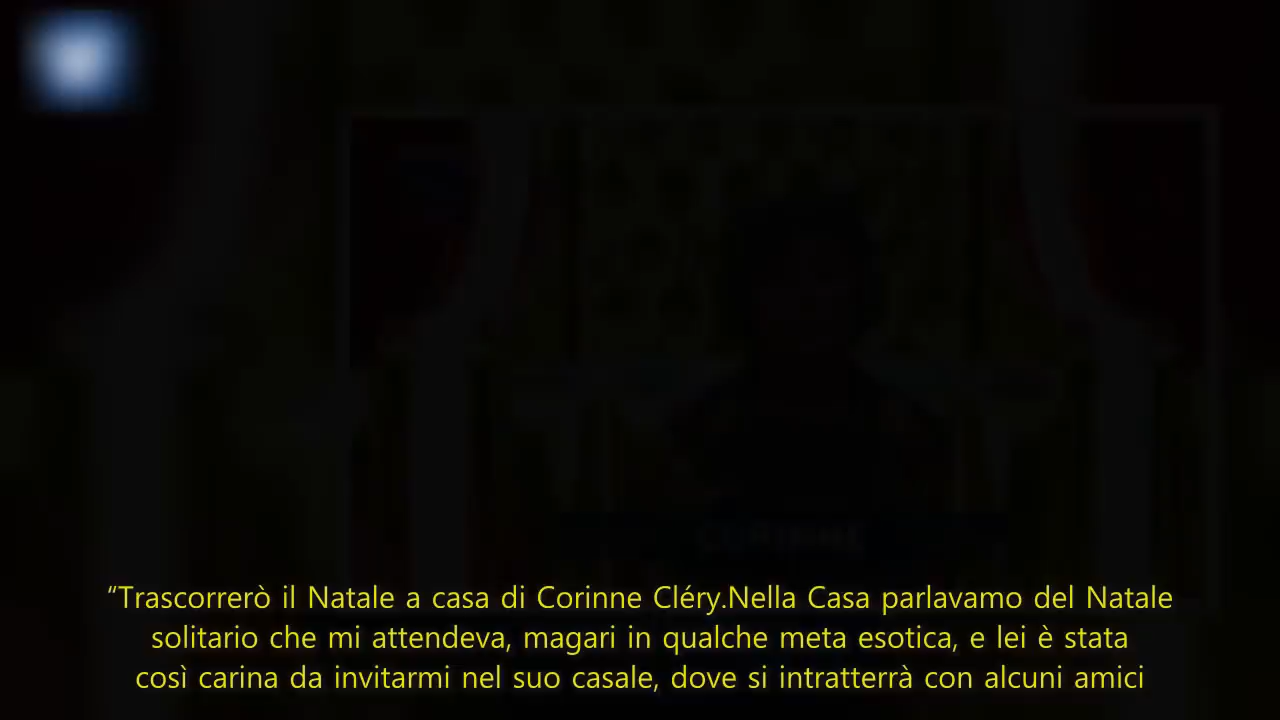 “Trascorrerò il Natale a casa di Corinne Cléry.Nella Casa parlavamo del Natale
solitario che mi attendeva, magari in qualche meta esotica, e lei è stata
così carina da invitarmi nel suo casale, dove si intratterrà con alcuni amici